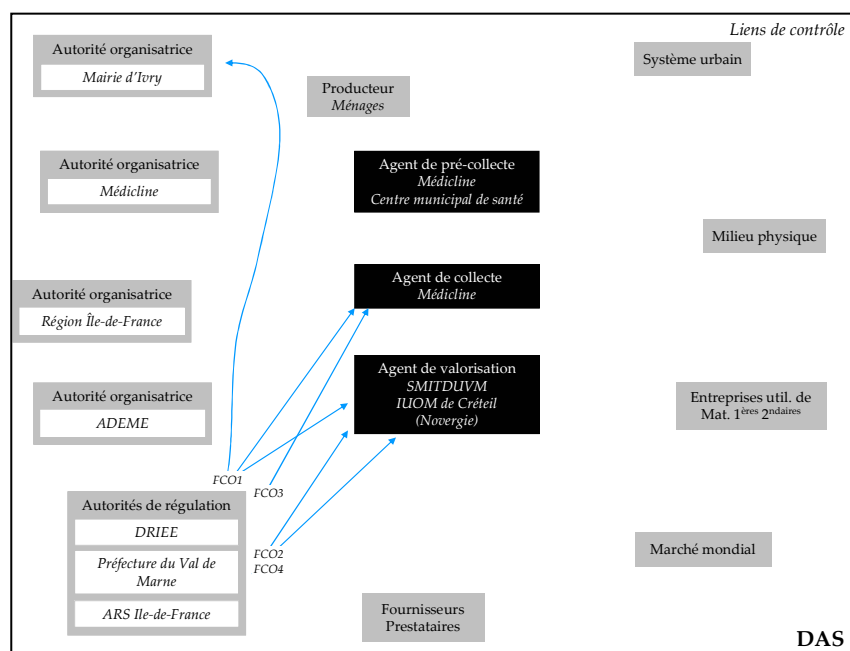 Liens de contrôle
Autorité organisatrice
Mairie d'Ivry
Producteur
Ménages
Système urbain
Autorité organisatrice
Médicline
Agent de pré-collecte
Médicline
Centre municipal de santé
Milieu physique
Autorité organisatrice
Région Île-de-France
Agent de collecte
Médicline
Autorité organisatrice
ADEME
Agent de valorisation
SMITDUVM
IUOM de Créteil
(Novergie)
Entreprises util. de
Mat. 1ères 2ndaires
FCO1
FCO3
Autorités de régulation
DRIEE
Préfecture du Val de
Marne
ARS Ile-de-France
FCO2
FCO4
Marché mondial
Fournisseurs
Prestataires
DAS